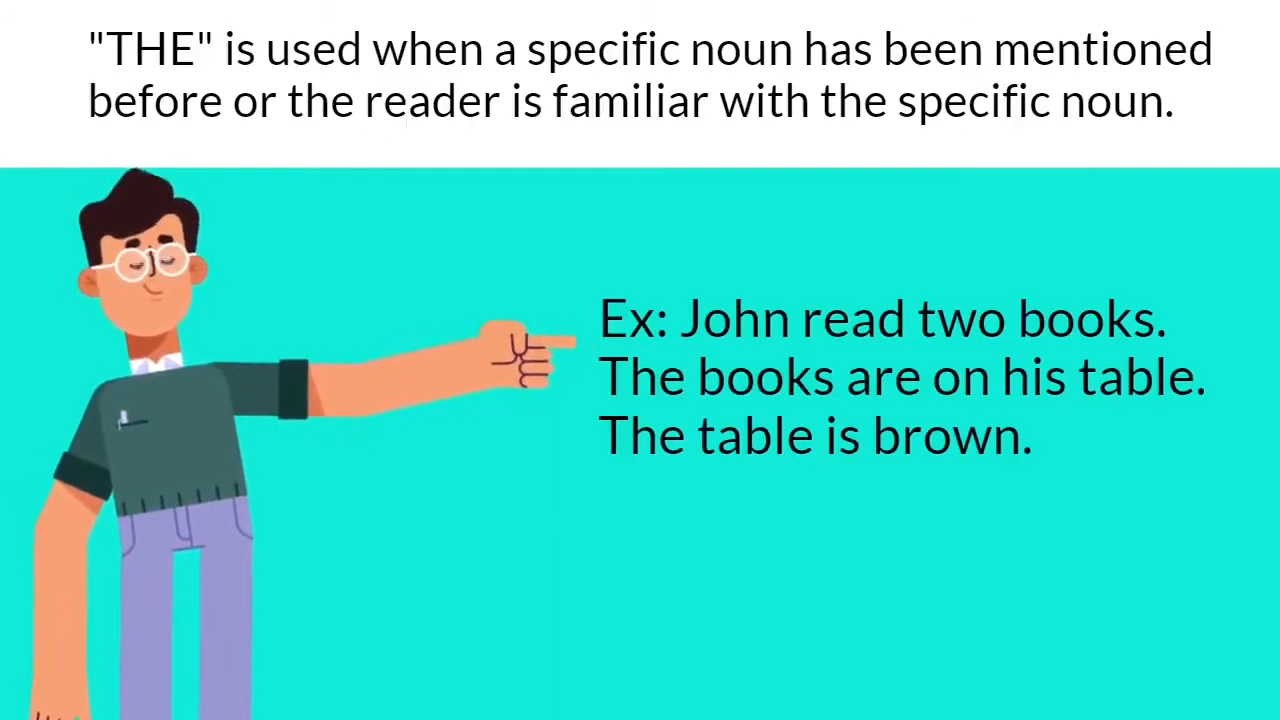 "THE" is used when a specific noun has been mentioned
before or the reader is familiar with the specific noun.
Ex: John read two books.
The books are on his table.
The table is brown.